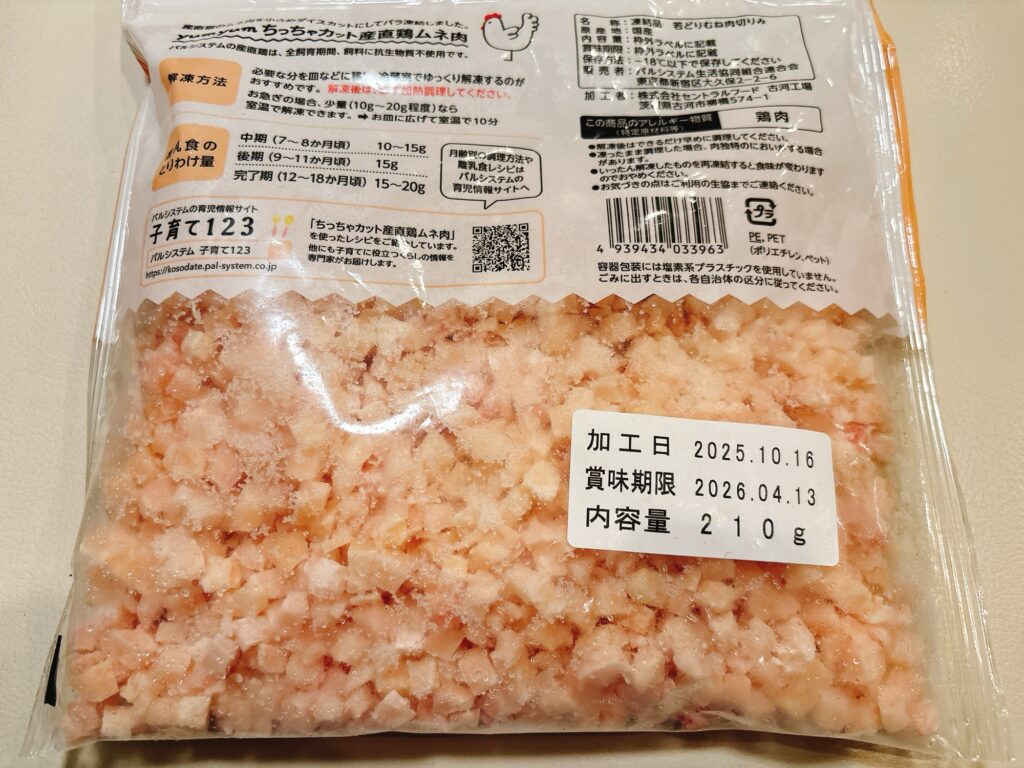 産直鶏のムネ肉を小さめダイスカットにしてバラ凍結しました。
yumyum ちっちゃカット産直鶏ムネ肉
パルシステムの産直鶏は、全飼育期間、飼料に抗生物質不使用です。
解凍方法
必要な分を皿などに移し、冷蔵室でゆっくり解凍するのが
おすすめです。解凍後は、必ず加熱調理してください。
お急ぎの場合、少量(10g~20g程度)なら
室温で解凍できます。➡お皿に広げて室温で10分
乳食の
とりわけ量
中期(7~8か月頃) 10~15g
後期(9~11か月頃) 15g
完了期(12~18か月頃) 15~20g
月齢別の調理方法や
離乳食レシピは
パルシステムの
育児情報サイトへ
パルシステムの育児情報サイト
子育て123
パルシステム 子育て123
https://kosodate.pal-system.co.jp
「ちっちゃカット産直鶏ムネ肉」
を使ったレシピをご紹介しています。
他にも子育てに役立つくらしの情報を
専門家がお届けします。
名称:凍結品 若どりむね肉切りみ
原産地:国産
内容量:枠外ラベルに記載
賞味期限:枠外ラベルに記載
保存方法:-18℃以下で保存してください
販売者:パルシステム生活協同組合連合会
東京都新宿区大久保2-2-6
加工者:株式会社セントラルフード 古河工場
茨城県古河市柳橋574-1
この商品のアレルギー物質
(特定原材料等)
鶏肉
●解凍後はできるだけ早めに調理してください。
●凍ったまま調理した場合、肉独特のにおいがする場合
があります。
●いったん解凍したものを再凍結すると食味が変わります
のでおやめください。
●お気づきの点はご利用の生協までご連絡ください。
4 939434 033963
プラ
PE, PET
(ポリエチレン、ペット)
容器包装には塩素系プラスチックを使用していません。
ごみに出すときは、各自治体の区分に従ってください。
加工日 2025.10.16
賞味期限 2026.04.13
内容量 210g